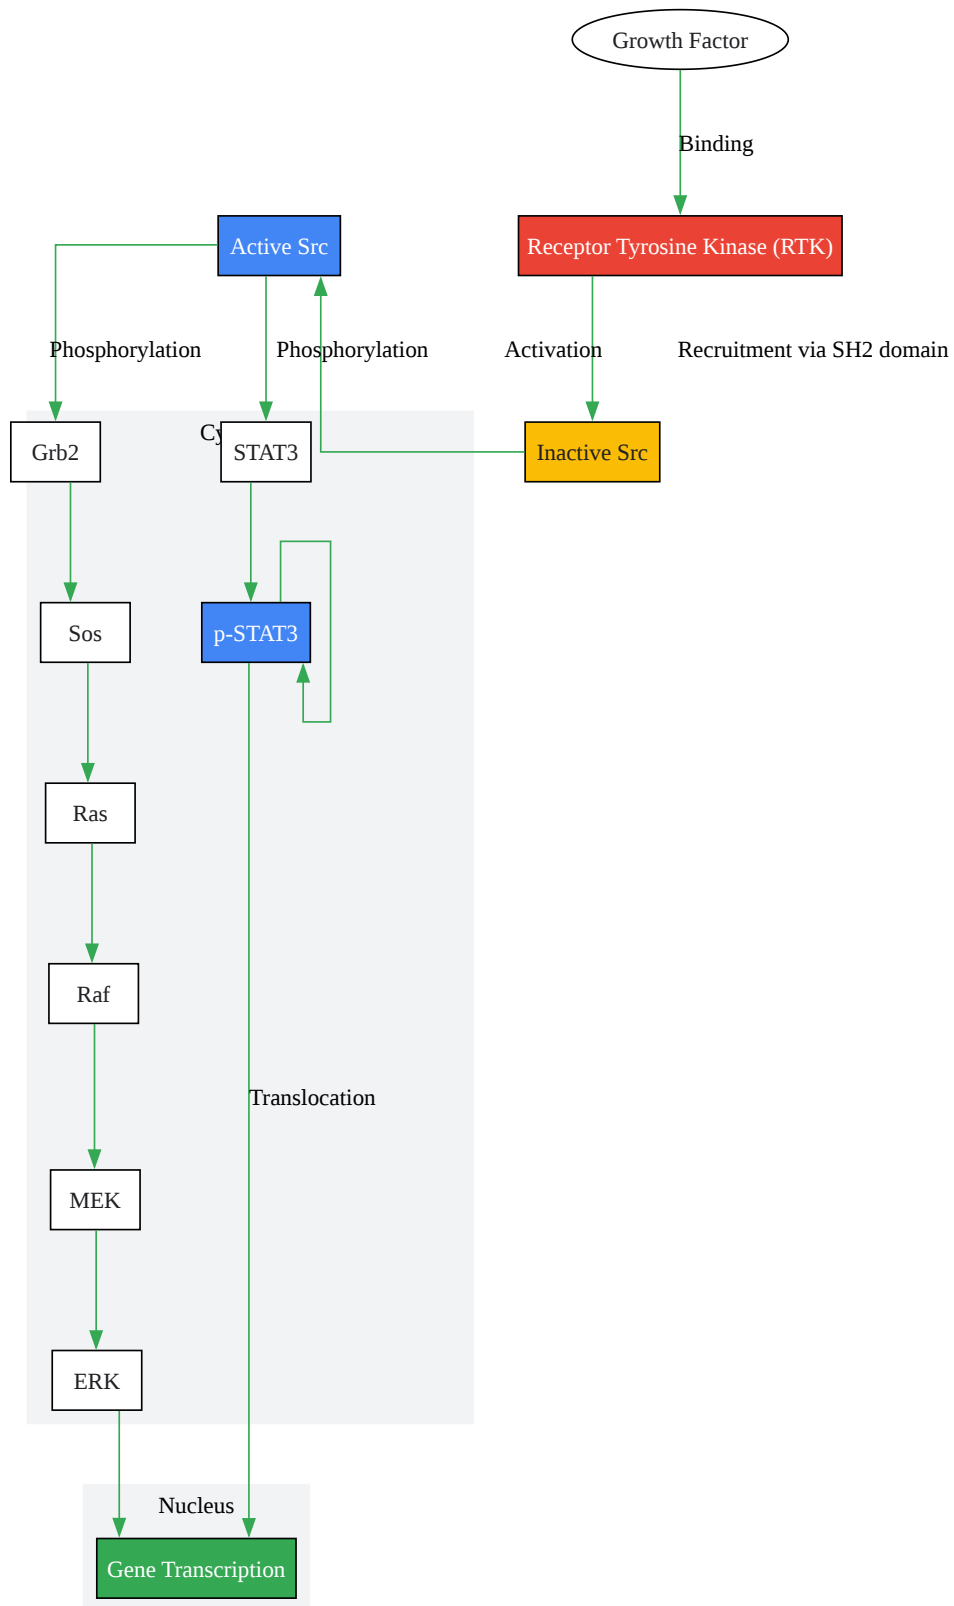 Growth Factor
Binding
Active Src
Receptor Tyrosine Kinase (RTK)
Phosphorylation
Phosphorylation
Activation
Recruitment via SH2 domain
Grb2
STAT3
Inactive Src
Sos
p-STAT3
Ras
Raf
Translocation
MEK
ERK
Nucleus
Gene Transcription